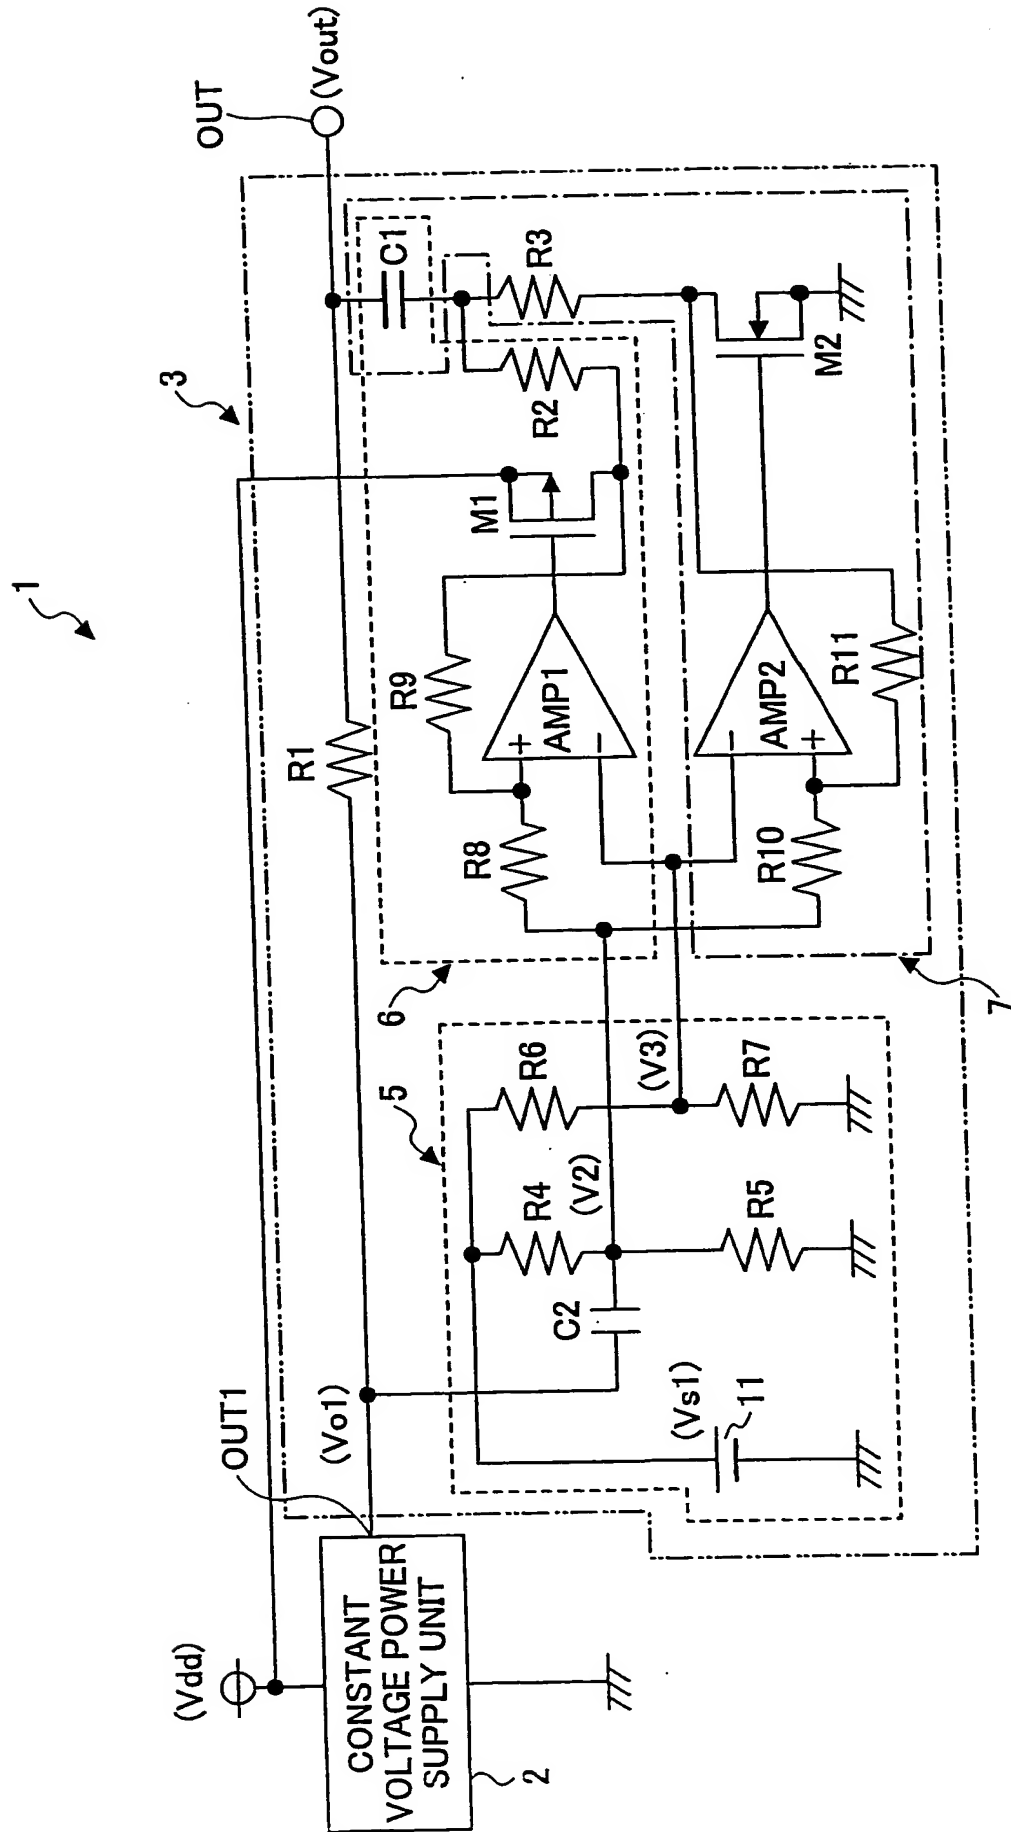 1
3
OUT
(Vout)
(Vdd)
OUT1
(Vo1)
R1
CONSTANT
VOLTAGE POWER
SUPPLY UNIT
2
5
6
7
C1
R2
R3
M1
R9
AMP1
+
−
R8
AMP2
−
+
R10
R11
M2
R6
(V3)
R7
R4
(V2)
R5
C2
(Vs1)
11